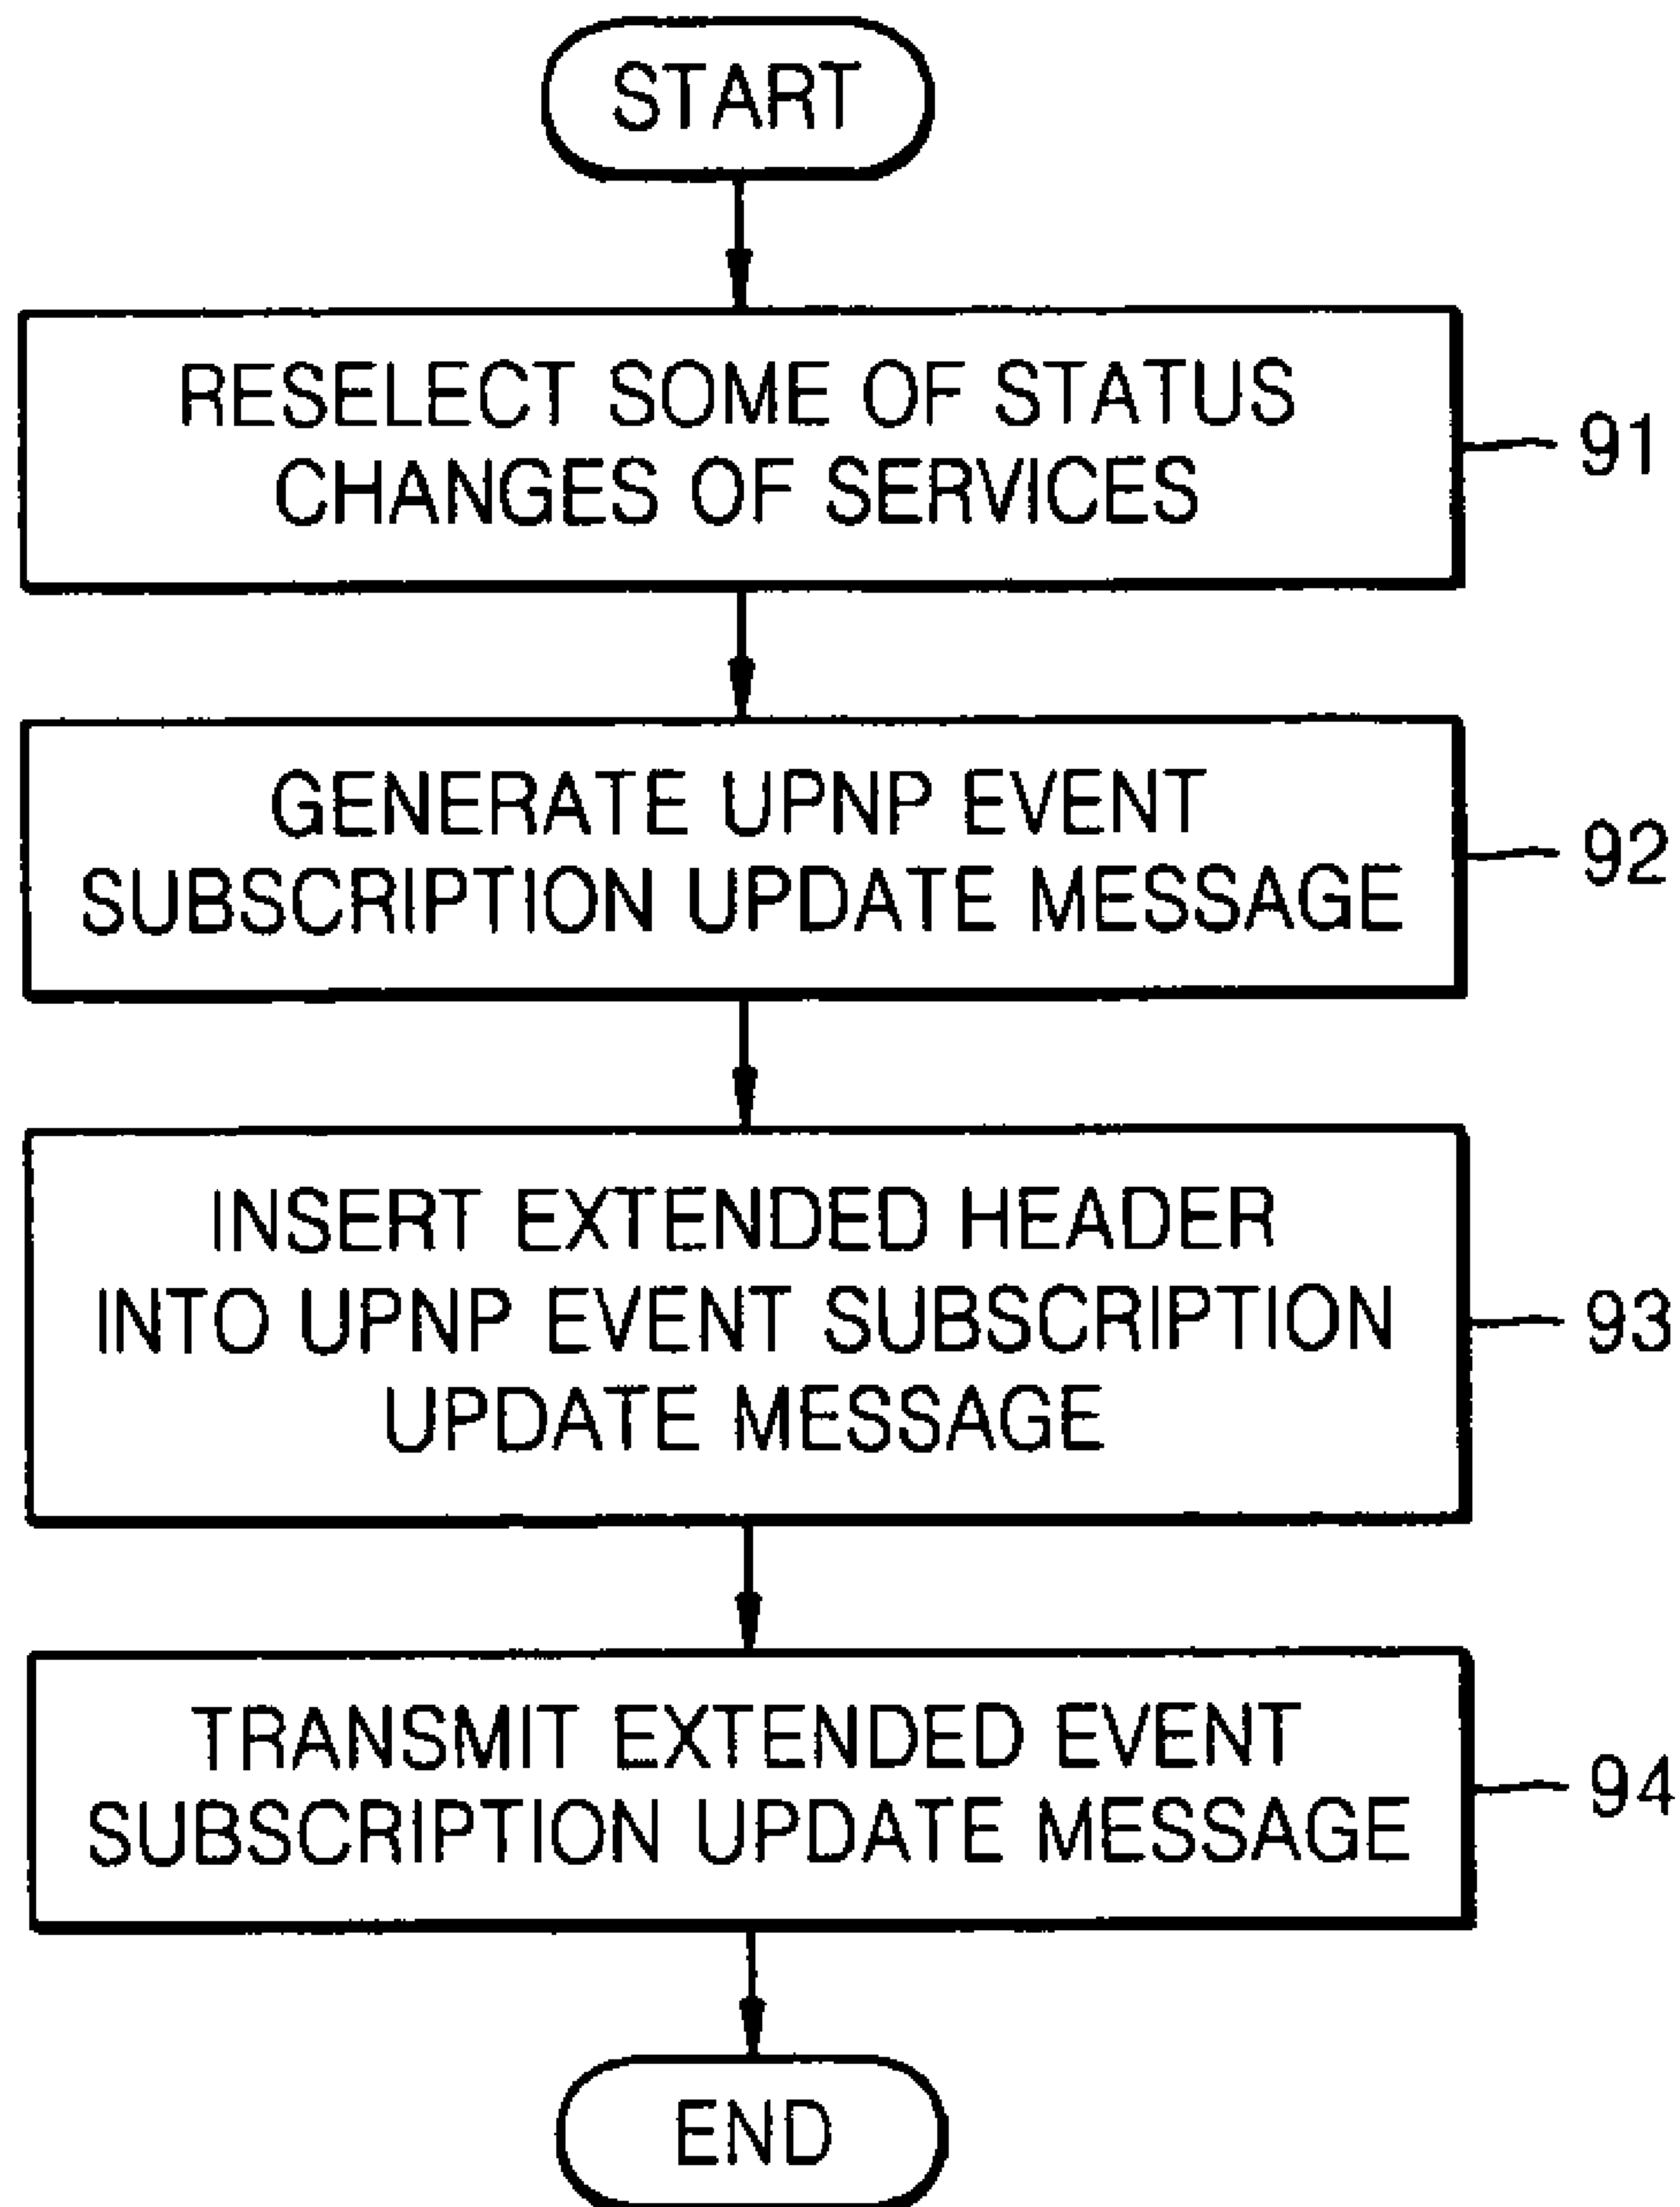 START
RESELECT SOME OF STATUS
CHANGES OF SERVICES
91
GENERATE UPNP EVENT
SUBSCRIPTION UPDATE MESSAGE
92
INSERT EXTENDED HEADER
INTO UPNP EVENT SUBSCRIPTION
UPDATE MESSAGE
93
TRANSMIT EXTENDED EVENT
SUBSCRIPTION UPDATE MESSAGE
94
END